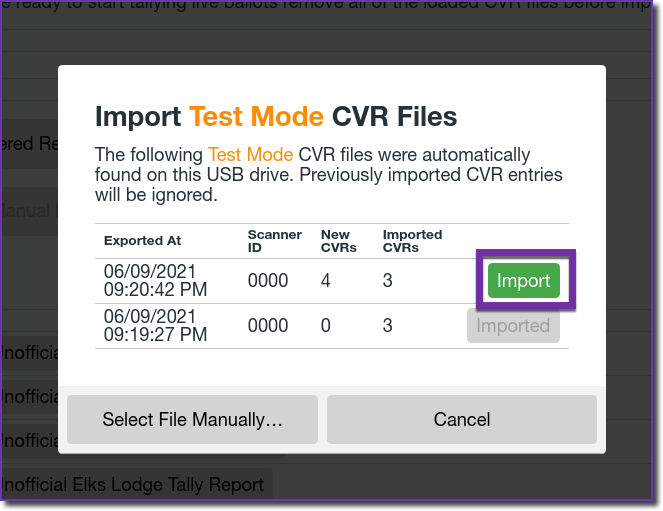 e ready to start tallying live ballots remove all of the loaded CVR files before imp
Import Test Mode CVR Files
The following Test Mode CVR files were automatically
found on this USB drive. Previously imported CVR entries
will be ignored.
Exported At Scanner ID New CVRs Imported CVRs
06/09/2021 09:20:42 PM 0000 4 3 Import
06/09/2021 09:19:27 PM 0000 0 3 Imported
Select File Manually… Cancel
ered Re
Manual
Unofficial
Unofficial
Unofficial
Unofficial Elks Lodge Tally Report